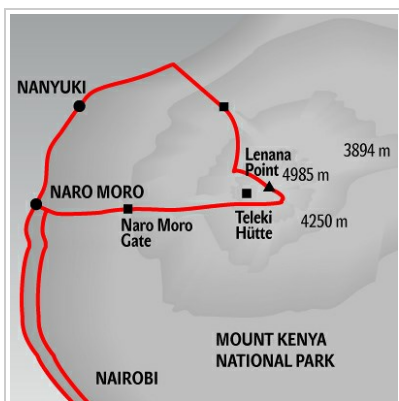 NANYUKI
Lenana
Point
4985 m
3894 m
NARO MORO
Naro Moro
Gate
Teleki
Hütte
4250 m
MOUNT KENYA
NATIONAL PARK
NAIROBI